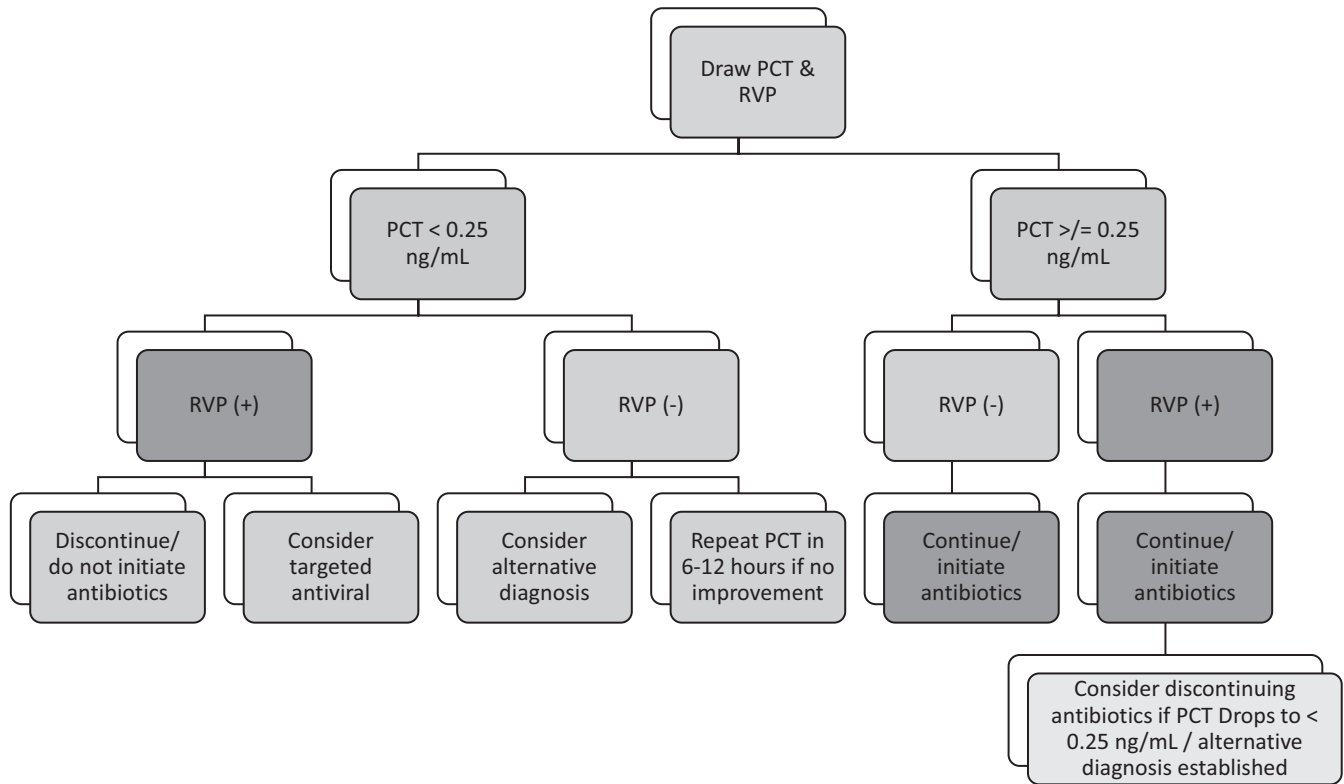 Draw PCT &
RVP
PCT < 0.25
ng/mL
PCT >/= 0.25
ng/mL
RVP (+)
RVP (-)
RVP (-)
RVP (+)
Discontinue/
do not initiate
antibiotics
Consider
targeted
antiviral
Consider
alternative
diagnosis
Repeat PCT in
6-12 hours if no
improvement
Continue/
initiate
antibiotics
Continue/
initiate
antibiotics
Consider discontinuing
antibiotics if PCT Drops to <
0.25 ng/mL / alternative
diagnosis established